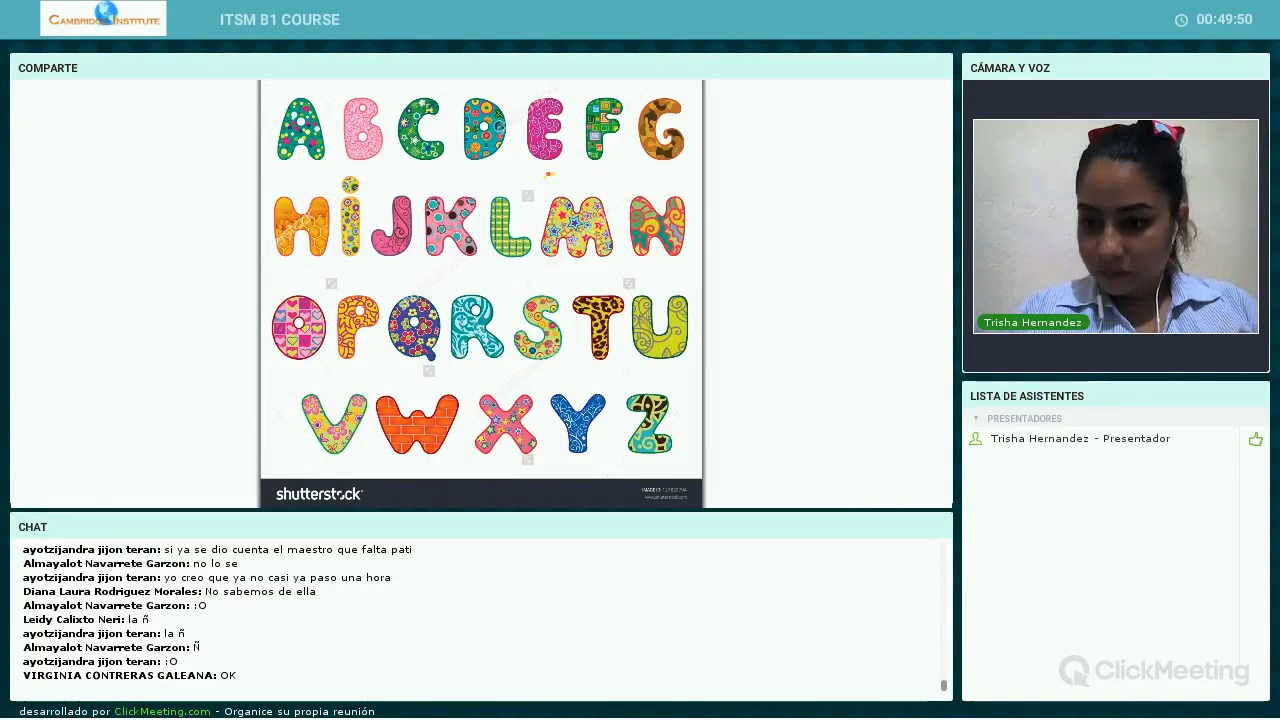 CAMBRIDGE INSTITUTE
ITSM B1 COURSE
00:49:50
COMPARTE
A B C D E F G
H i J K L M N
O P Q R S T U
V W X Y Z
shutterstock
CÁMARA Y VOZ
Trisha Hernandez
LISTA DE ASISTENTES
PRESENTADORES
Trisha Hernandez - Presentador
CHAT
ayotzijandra jijon teran: si ya se dio cuenta el maestro que falta pati
Almayalot Navarrete Garzon: no lo se
ayotzijandra jijon teran: yo creo que ya no casi ya paso una hora
Diana Laura Rodriguez Morales: No sabemos de ella
Almayalot Navarrete Garzon: :O
Leidy Calixto Neri: la ñ
ayotzijandra jijon teran: la ñ
Almayalot Navarrete Garzon: Ñ
ayotzijandra jijon teran: :O
VIRGINIA CONTRERAS GALEANA: OK
ClickMeeting
desarrollado por ClickMeeting.com - Organice su propia reunión